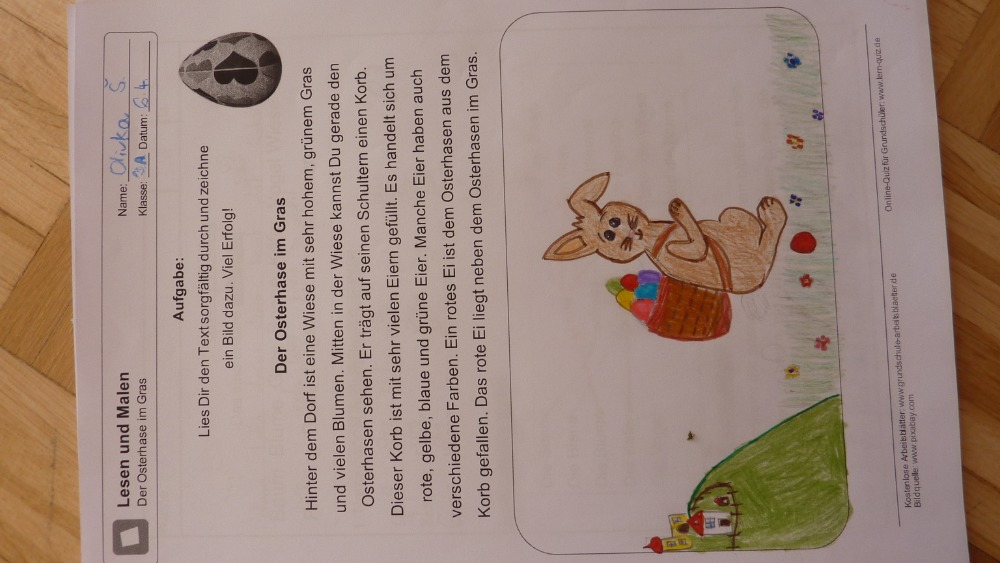 Lesen und Malen
Der Osterhase im Gras
Name: Olivka Š.
Klasse: 3A Datum: 6.4.
Aufgabe:
Lies Dir den Text sorgfältig durch und zeichne
ein Bild dazu. Viel Erfolg!
Der Osterhase im Gras
Hinter dem Dorf ist eine Wiese mit sehr hohem, grünem Gras
und vielen Blumen. Mitten in der Wiese kannst Du gerade den
Osterhasen sehen. Er trägt auf seinen Schultern einen Korb.
Dieser Korb ist mit sehr vielen Eiern gefüllt. Es handelt sich um
rote, gelbe, blaue und grüne Eier. Manche Eier haben auch
verschiedene Farben. Ein rotes Ei ist dem Osterhasen aus dem
Korb gefallen. Das rote Ei liegt neben dem Osterhasen im Gras.
Kostenlose Arbeitsblätter: www.grundschule-arbeitsblaetter.de
Bildquelle: www.pixabay.com
Online-Quiz für Grundschüler: www.lern-quiz.de